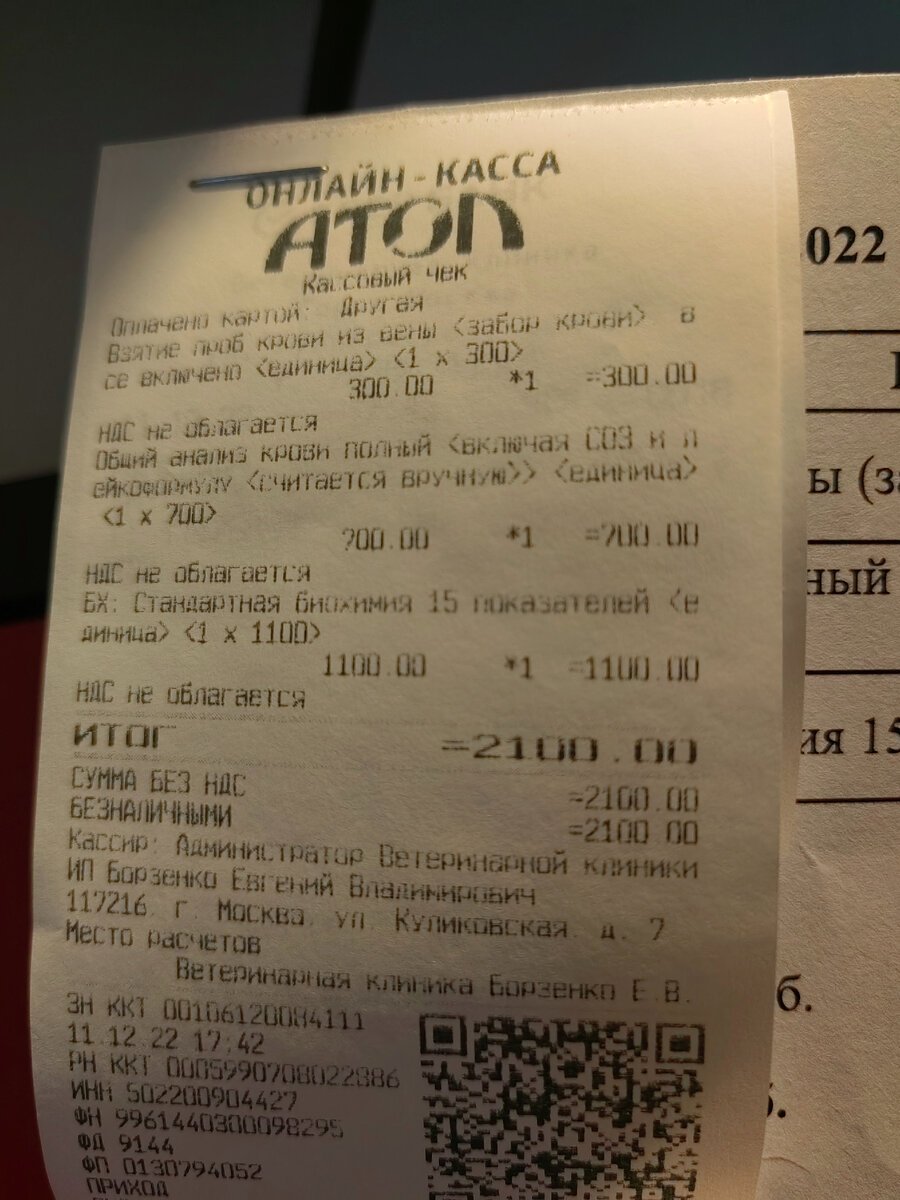 ОНЛАЙН-КАССА
АТОЛ
Кассовый чек
Оплачено картой: Другая
Взятие проб крови из вены <забор крови> в
се включено <единица> <1 x 300>
300.00 *1 =300.00
НДС не облагается
Общий анализ крови полный <включая СОЭ и л
ейкоформулу <считается вручную>> <единица>
<1 x 700>
700.00 *1 =700.00
НДС не облагается
БХ: Стандартная биохимия 15 показателей <е
диница> <1 x 1100>
1100.00 *1 =1100.00
НДС не облагается
ИТОГ =2100.00
СУММА БЕЗ НДС =2100.00
БЕЗНАЛИЧНЫМИ =2100.00
Кассир: Администратор Ветеринарной клиники
ИП Борзенко Евгений Владимирович
117216, г. Москва, ул. Куликовская, д. 7
Место расчетов
Ветеринарная клиника Борзенко Е.В.
ЗН ККТ 00106120084111
11.12.22 17:42
РН ККТ 0005990708022886
ИНН 502200904427
ФН 9961440300098295
ФД 9144
ФП 0130794052
ПРИХОД
022
ы (за
ный
ия 15
б.